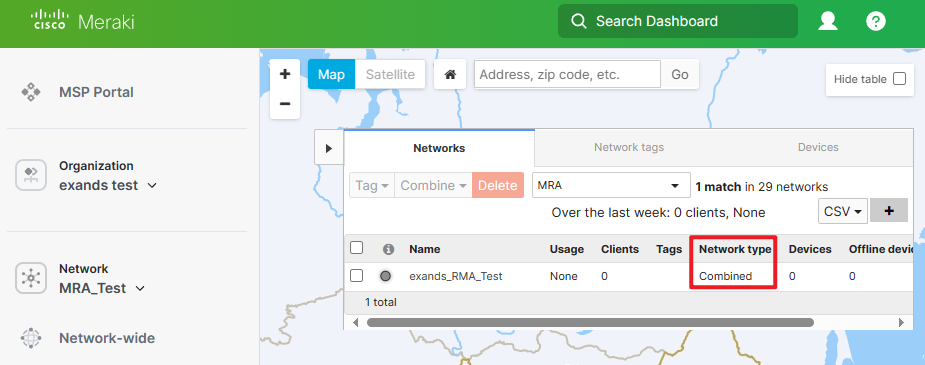 CISCO Meraki
Search Dashboard
?
MSP Portal
Organization
exands test
Network
MRA_Test
Network-wide
+
−
Map Satellite
Address, zip code, etc. Go
Hide table
Networks Network tags Devices
Tag Combine Delete MRA 1 match in 29 networks
Over the last week: 0 clients, None CSV +
i Name Usage Clients Tags Network type Devices Offline devic
exands_RMA_Test None 0 Combined 0 0
1 total